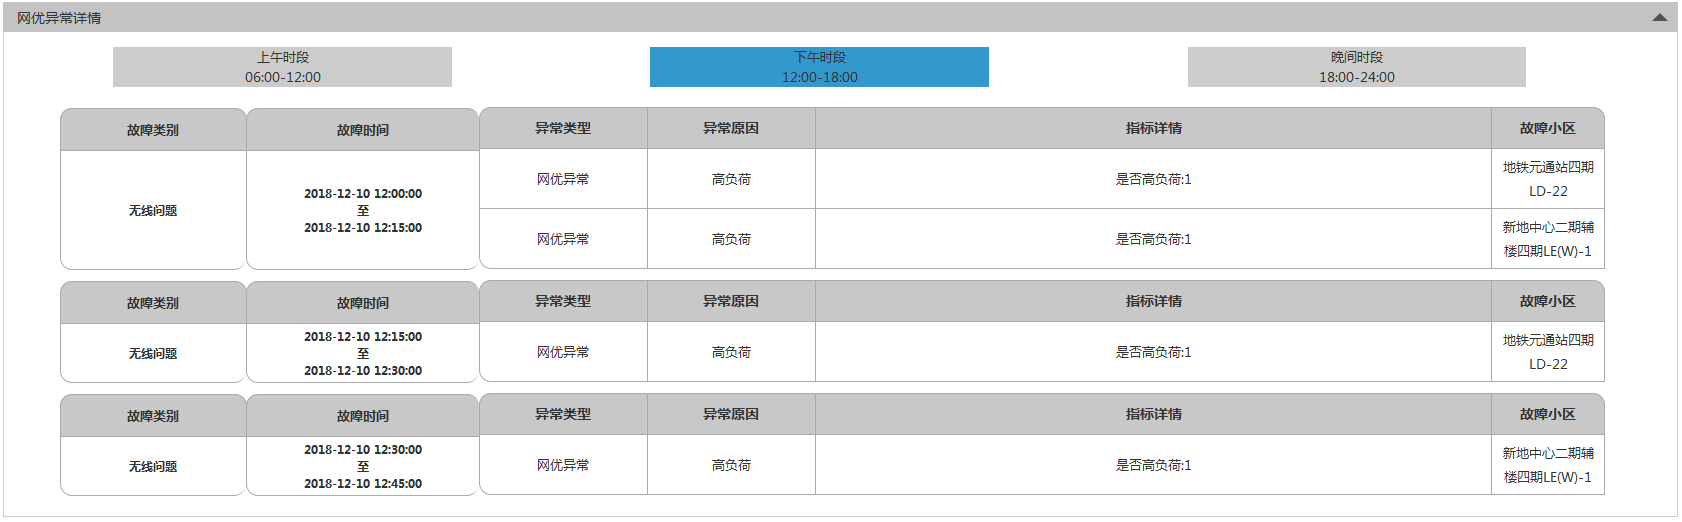 网优异常详情
上午时段
06:00-12:00
下午时段
12:00-18:00
晚间时段
18:00-24:00
故障类别 故障时间 异常类型 异常原因 指标详情 故障小区
无线问题
2018-12-10 12:00:00
至
2018-12-10 12:15:00
网优异常 高负荷 是否高负荷:1
地铁元通站四期
LD-22
网优异常 高负荷 是否高负荷:1
新地中心二期辅
楼四期LE(W)-1
故障类别 故障时间 异常类型 异常原因 指标详情 故障小区
无线问题
2018-12-10 12:15:00
至
2018-12-10 12:30:00
网优异常 高负荷 是否高负荷:1
地铁元通站四期
LD-22
故障类别 故障时间 异常类型 异常原因 指标详情 故障小区
无线问题
2018-12-10 12:30:00
至
2018-12-10 12:45:00
网优异常 高负荷 是否高负荷:1
新地中心二期辅
楼四期LE(W)-1